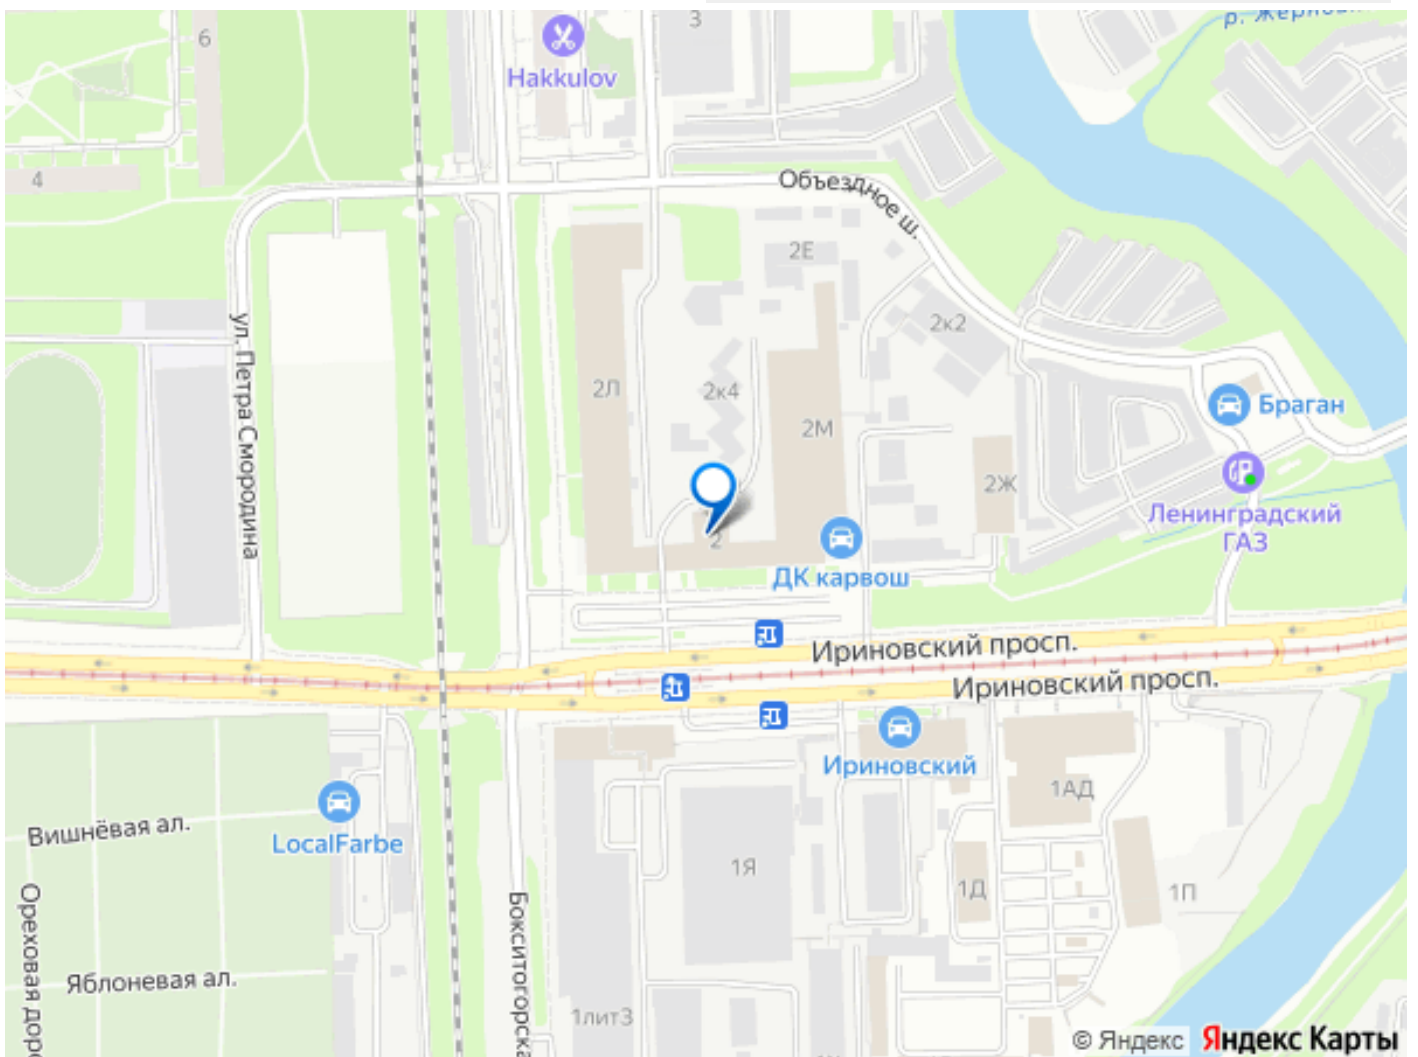 р. Жерновка
6
3
Hakkulov
4
Объездное ш.
2Е
2к2
ул. Петра Смородина
2Л
2к4
2М
Браган
2Ж
Ленинградский
ГАЗ
2
ДК карвош
Ириновский просп.
Ириновский просп.
Ириновский
1АД
LocalFarbe
Вишнёвая ал.
1Я
1Д
1П
Ореховая доро
Бокситогорска
Яблоневая ал.
1лит3
© Яндекс Яндекс Карты